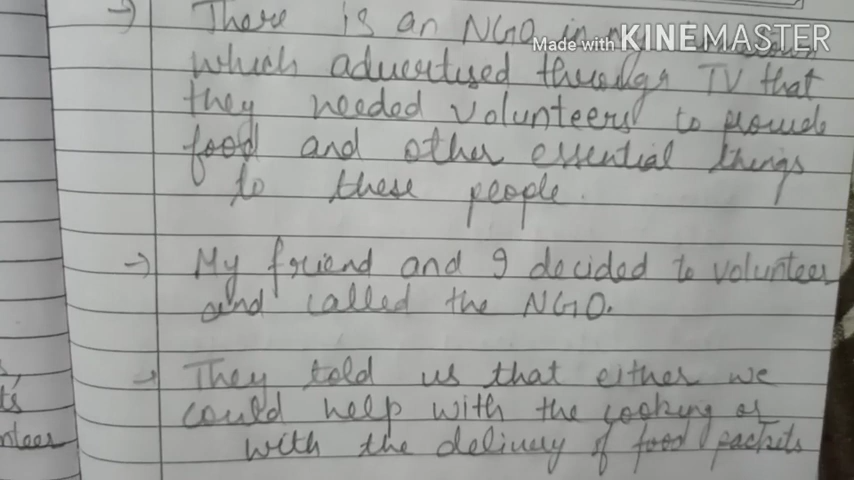 → There is an NGO in
Made with KINEMASTER
which advertised through TV that
they needed volunteers to provide
food and other essential things
to these people.
→ My friend and I decided to volunteer
and called the NGO.
→ They told us that either we
could help with the cooking or
with the delivery of food packets
ts
nteer